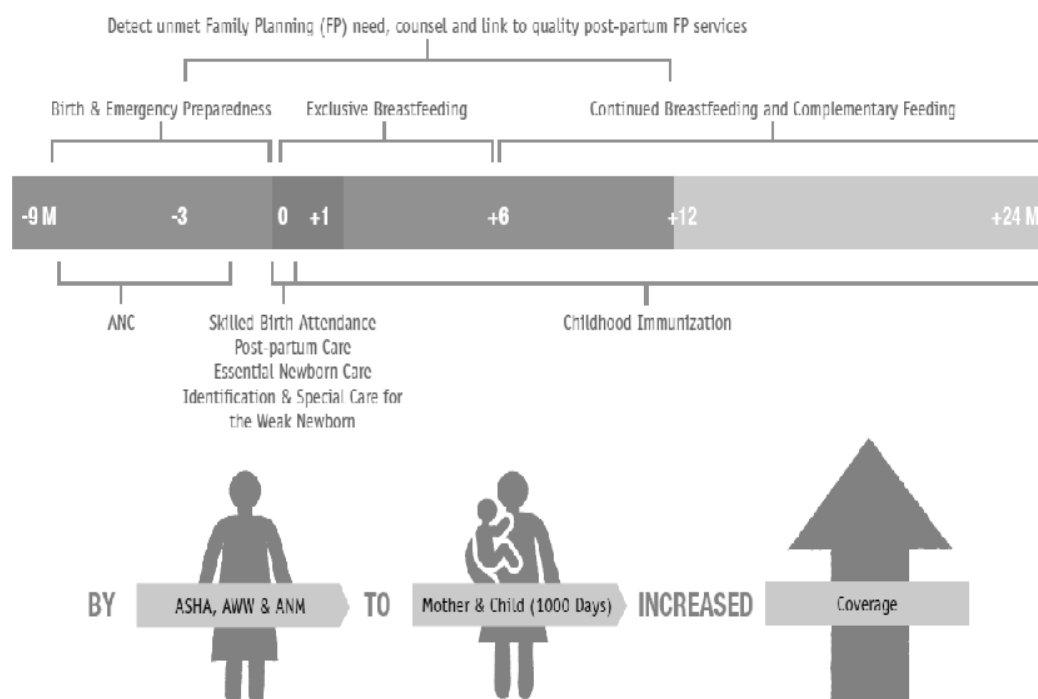 Detect unmet Family Planning (FP) need, counsel and link to quality post-partum FP services
Birth & Emergency Preparedness
Exclusive Breastfeeding
Continued Breastfeeding and Complementary Feeding
-9 M
-3
0
+1
+6
+12
+24 M
ANC
Skilled Birth Attendance
Post-partum Care
Essential Newborn Care
Identification & Special Care for
the Weak Newborn
Childhood Immunization
BY
ASHA, AWW & ANM
TO
Mother & Child (1000 Days)
INCREASED
Coverage